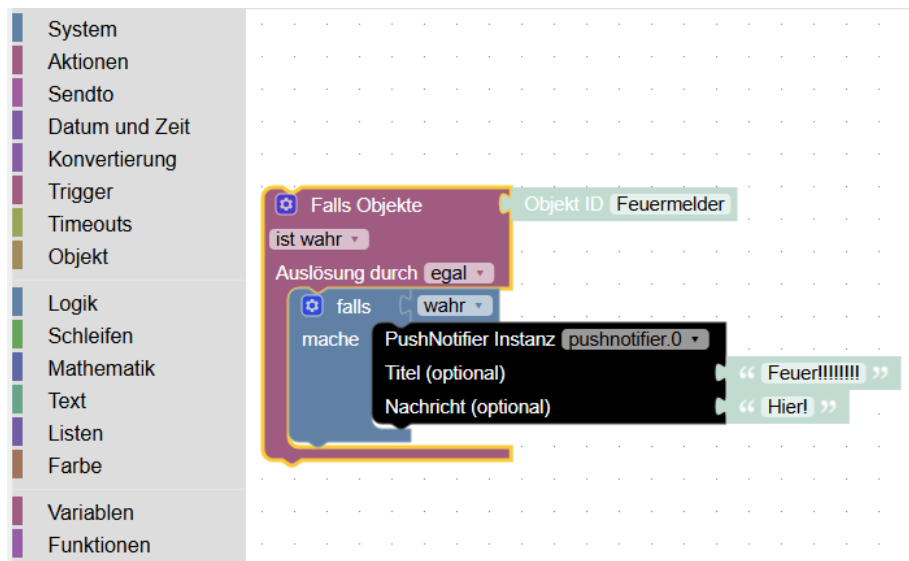 System
Aktionen
Sendto
Datum und Zeit
Konvertierung
Trigger
Timeouts
Objekt
Logik
Schleifen
Mathematik
Text
Listen
Farbe
Variablen
Funktionen
Falls Objekte Objekt ID Feuermelder
ist wahr
Auslösung durch egal
falls wahr
mache PushNotifier Instanz pushnotifier.0
Titel (optional) “ Feuer!!!!!!!! ”
Nachricht (optional) “ Hier! ”